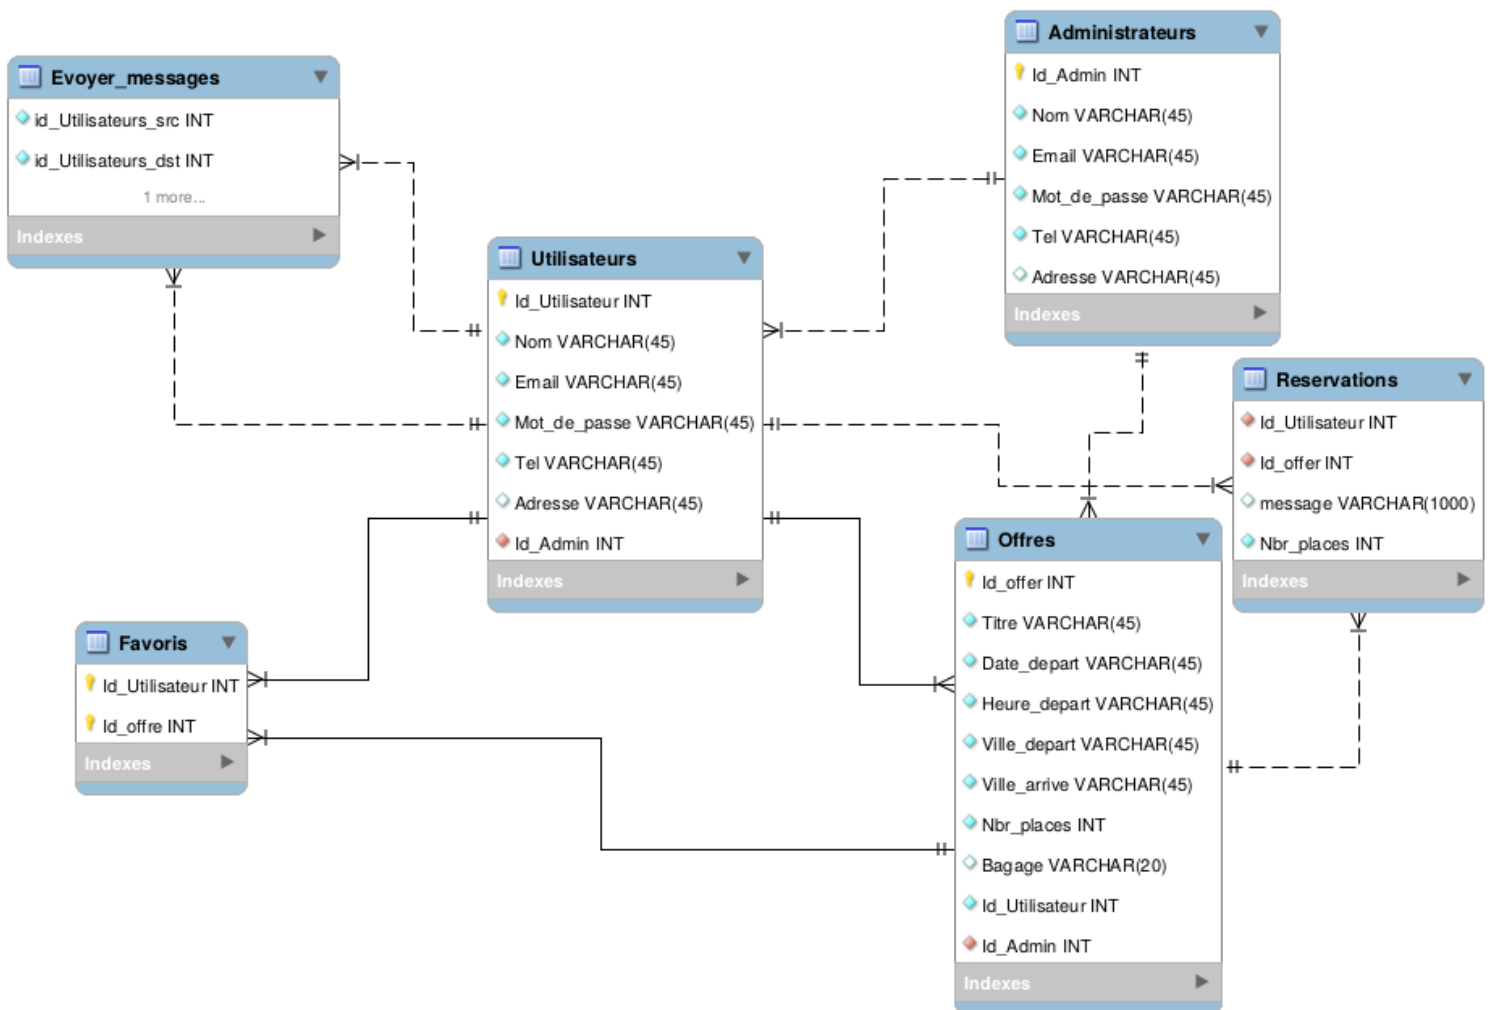 Evoyer_messages
id_Utilisateurs_src INT
id_Utilisateurs_dst INT
1 more...
Indexes
Administrateurs
Id_Admin INT
Nom VARCHAR(45)
Email VARCHAR(45)
Mot_de_passe VARCHAR(45)
Tel VARCHAR(45)
Adresse VARCHAR(45)
Indexes
Utilisateurs
Id_Utilisateur INT
Nom VARCHAR(45)
Email VARCHAR(45)
Mot_de_passe VARCHAR(45)
Tel VARCHAR(45)
Adresse VARCHAR(45)
Id_Admin INT
Indexes
Reservations
Id_Utilisateur INT
Id_offer INT
message VARCHAR(1000)
Nbr_places INT
Indexes
Favoris
Id_Utilisateur INT
Id_offre INT
Indexes
Offres
Id_offer INT
Titre VARCHAR(45)
Date_depart VARCHAR(45)
Heure_depart VARCHAR(45)
Ville_depart VARCHAR(45)
Ville_arrive VARCHAR(45)
Nbr_places INT
Bagage VARCHAR(20)
Id_Utilisateur INT
Id_Admin INT
Indexes